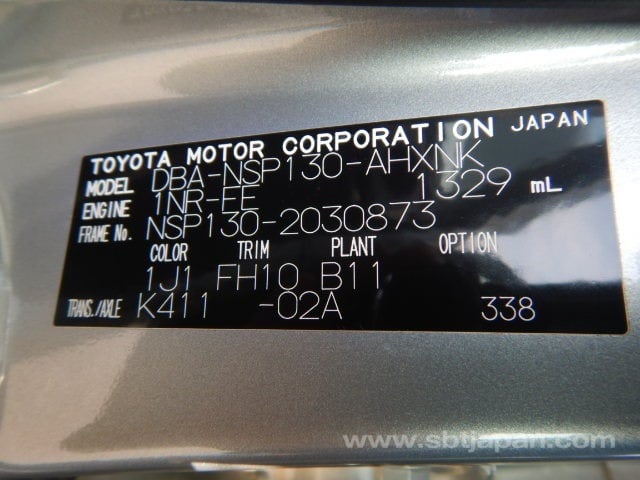 TOYOTA MOTOR CORPORATION JAPAN
MODEL DBA-NSP130-AHXNK
ENGINE 1NR-FE 1329 mL
FRAME No. NSP130-2030873
COLOR TRIM PLANT OPTION
1J1 FH10 B11
TRANS./AXLE K411 -02A 338
www.sbtjapan.com